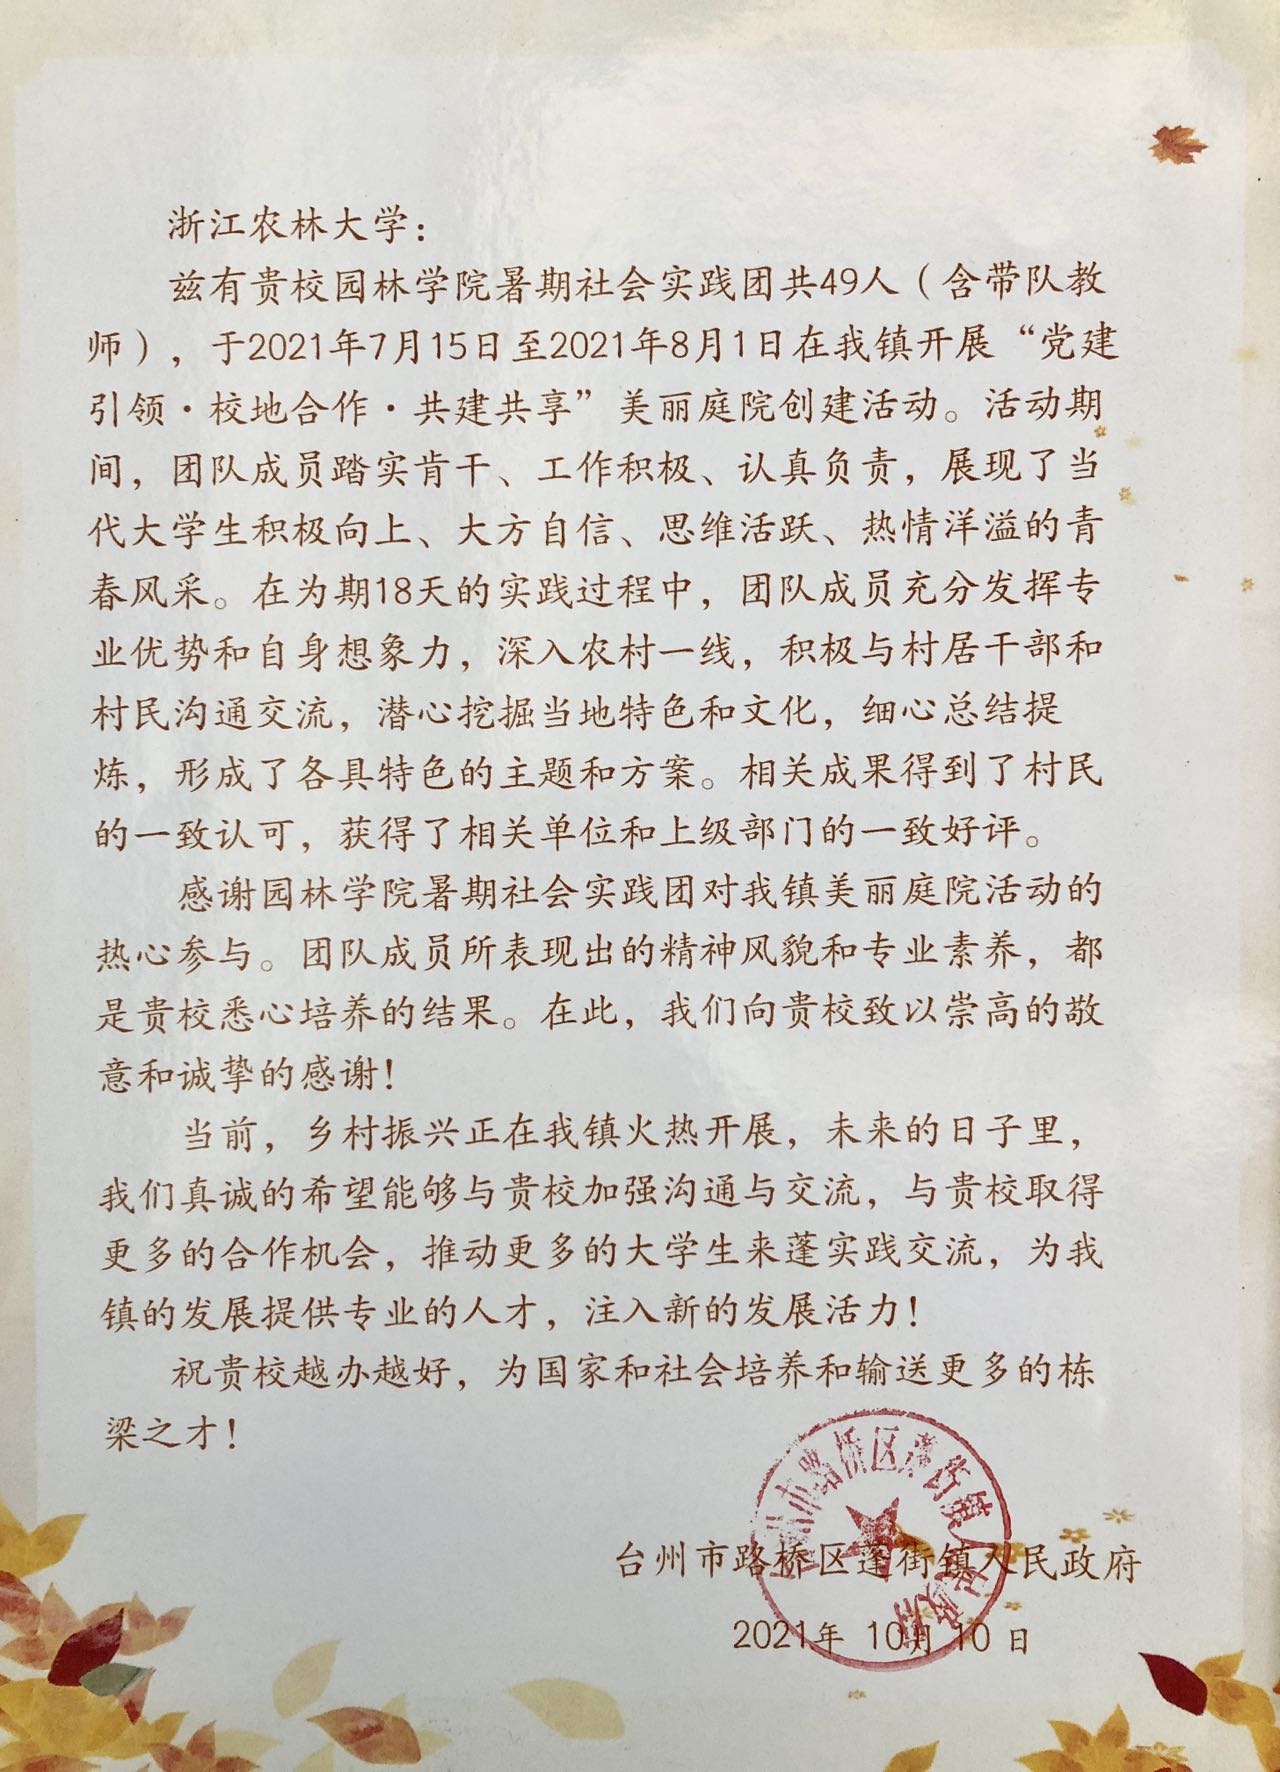 浙江农林大学：
兹有贵校园林学院暑期社会实践团共49人（含带队教
师），于2021年7月15日至2021年8月1日在我镇开展“党建
引领·校地合作·共建共享”美丽庭院创建活动。活动期
间，团队成员踏实肯干、工作积极、认真负责，展现了当
代大学生积极向上、大方自信、思维活跃、热情洋溢的青
春风采。在为期18天的实践过程中，团队成员充分发挥专
业优势和自身想象力，深入农村一线，积极与村居干部和
村民沟通交流，潜心挖掘当地特色和文化，细心总结提
炼，形成了各具特色的主题和方案。相关成果得到了村民
的一致认可，获得了相关单位和上级部门的一致好评。
感谢园林学院暑期社会实践团对我镇美丽庭院活动的
热心参与。团队成员所表现出的精神风貌和专业素养，都
是贵校悉心培养的结果。在此，我们向贵校致以崇高的敬
意和诚挚的感谢！
当前，乡村振兴正在我镇火热开展，未来的日子里，
我们真诚的希望能够与贵校加强沟通与交流，与贵校取得
更多的合作机会，推动更多的大学生来蓬实践交流，为我
镇的发展提供专业的人才，注入新的发展活力！
祝贵校越办越好，为国家和社会培养和输送更多的栋
梁之才！
台州市路桥区蓬街镇人民政府
2021年 10月 10 日
台州市路桥区蓬街镇人民政府